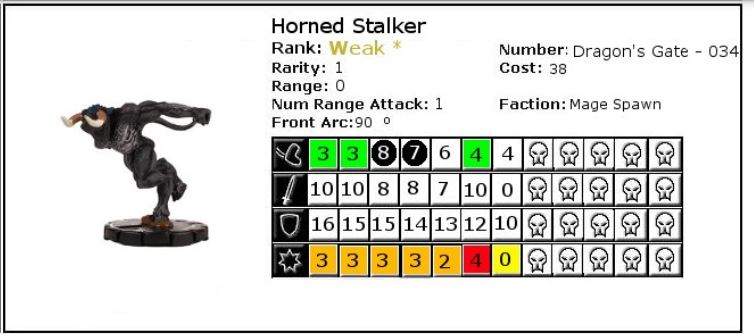 Horned Stalker
Rank: Weak *
Number: Dragon's Gate - 034
Rarity: 1
Cost: 38
Range: 0
Num Range Attack: 1
Faction: Mage Spawn
Front Arc:90 º
3 3 8 7 6 4 4
10 10 8 8 7 10 0
16 15 15 14 13 12 10
3 3 3 3 2 4 0